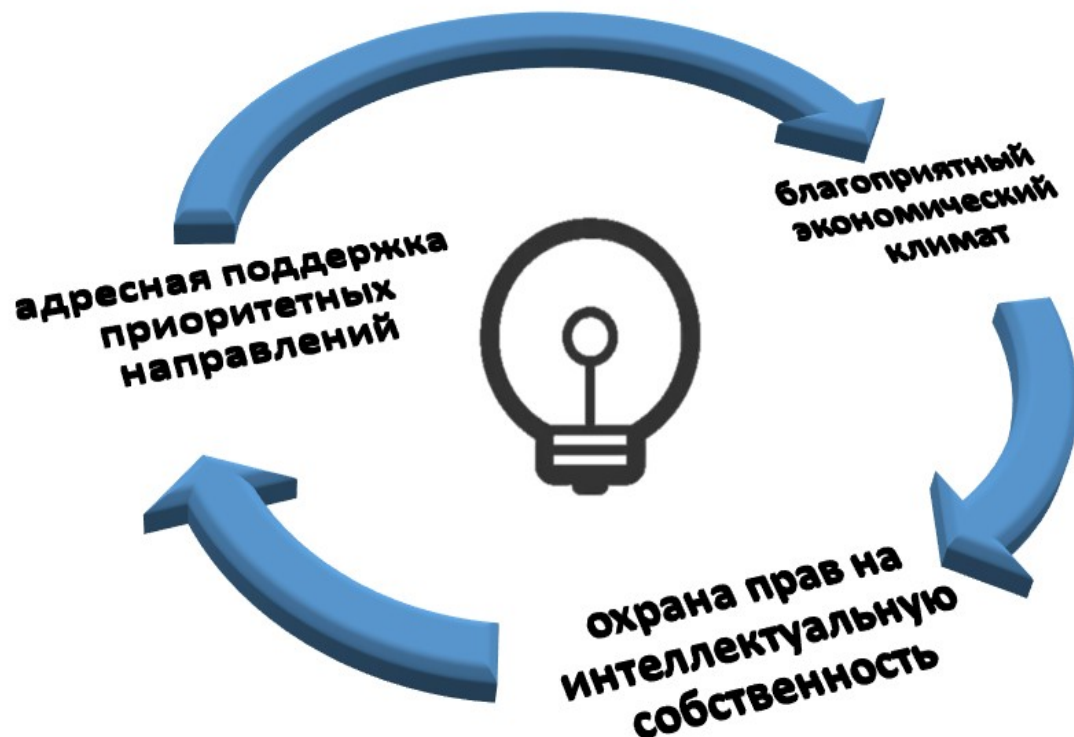 адресная поддержка
приоритетных
направлений
благоприятный
экономический
климат
охрана прав на
интеллектуальную
собственность